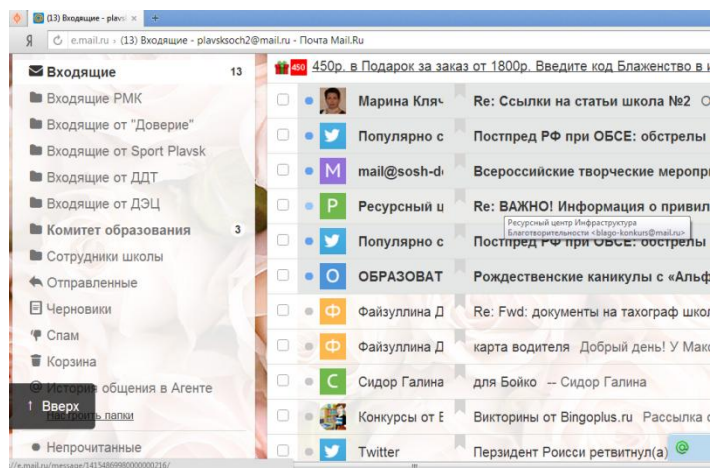 (13) Входящие - plavs
Я e.mail.ru › (13) Входящие - plavsksoch2@mail.ru - Почта Mail.Ru
Входящие 13
Входящие РМК
Входящие от "Доверие"
Входящие от Sport Plavsk
Входящие от ДДТ
Входящие от ДЭЦ
Комитет образования 3
Сотрудники школы
Отправленные
Черновики
Спам
Корзина
История общения в Агенте
↑ Вверх
Настроить папки
Непрочитанные
450 450р. в Подарок за заказ от 1800р. Введите код Блаженство в
Марина Кляч Re: Ссылки на статьи школа №2
Популярно с Постпред РФ при ОБСЕ: обстрелы
M mail@sosh-d Всероссийские творческие меропр
Р Ресурсный ц Re: ВАЖНО! Информация о привил
Ресурсный центр Инфраструктура
Благотворительности <blago-konkurs@mail.ru>
Популярно с Постпред РФ при ОБСЕ: обстрелы
О ОБРАЗОВАТ Рождественские каникулы с «Альф
Ф Файзуллина Д Re: Fwd: документы на тахограф школ
Ф Файзуллина Д карта водителя Добрый день! У Мак
С Сидор Галина для Бойко -- Сидор Галина
Конкурсы от Б Викторины от Bingoplus.ru Рассылка
Twitter Перзидент Роисси ретвитнул(а) @
//e.mail.ru/message/14154869980000000216/